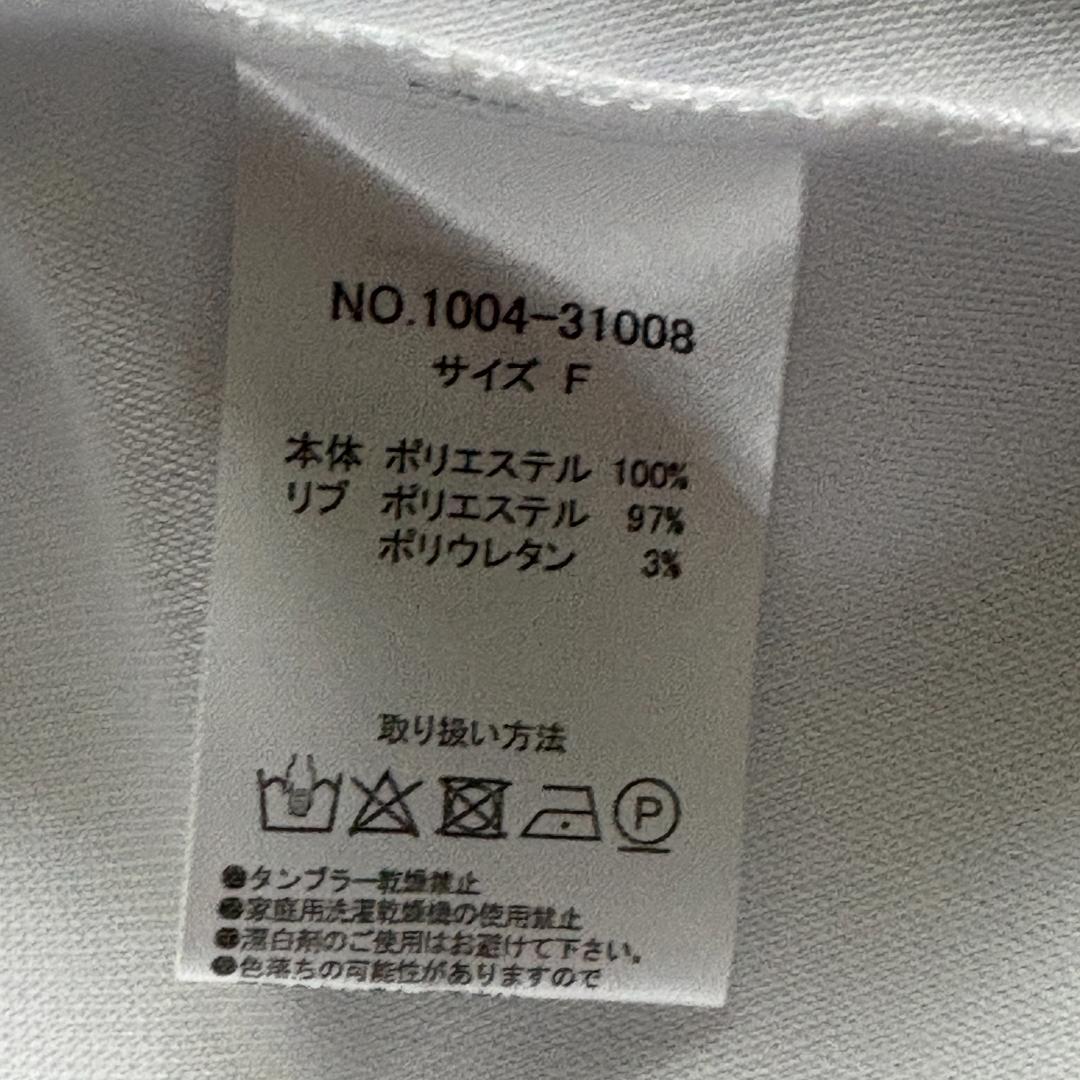 NO.1004-31008
サイズ F
本体 ポリエステル 100%
リブ ポリエステル 97%
ポリウレタン 3%
取り扱い方法
P
●タンブラー乾燥禁止
●家庭用洗濯乾燥機の使用禁止
●漂白剤のご使用はお避けて下さい。
●色落ちの可能性がありますので